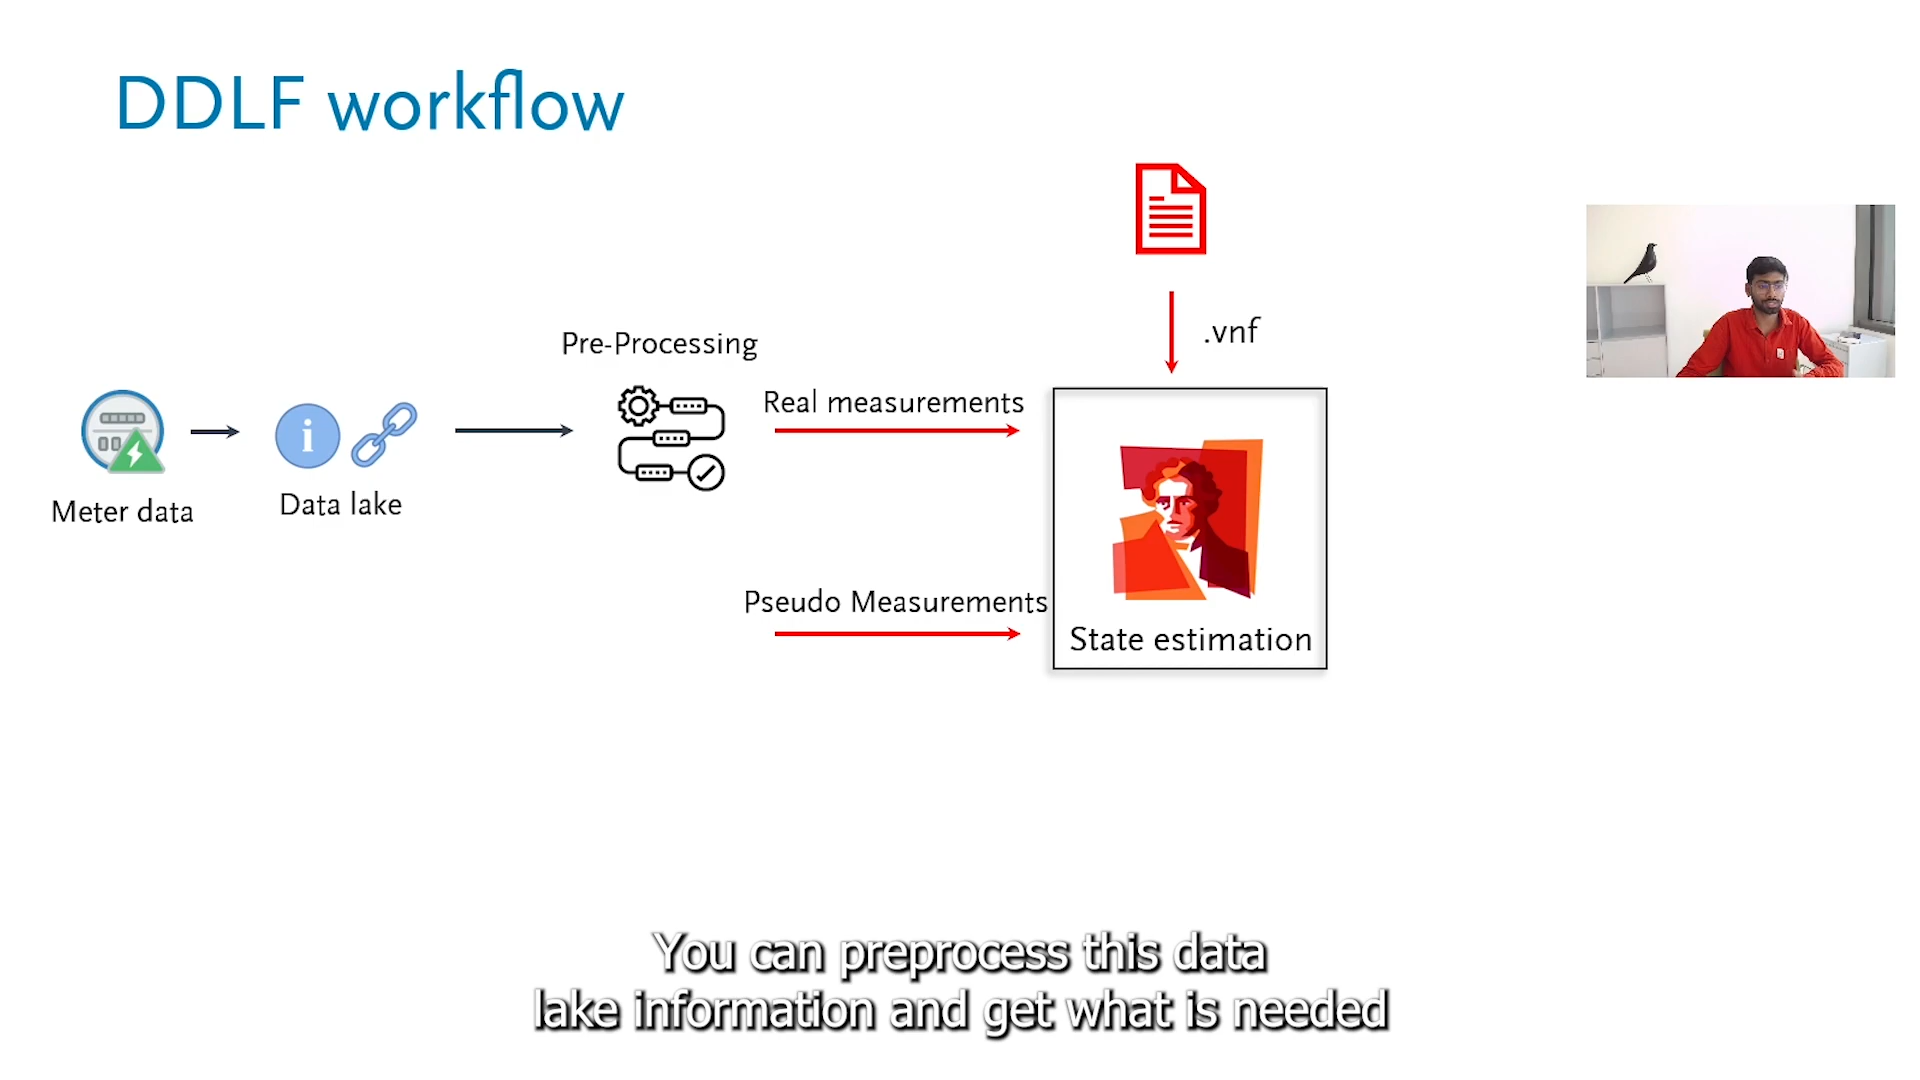 DDLF workflow
.vnf
Pre-Processing
Real measurements
i
Meter data
Data lake
Pseudo Measurements
State estimation
You can preprocess this data
lake information and get what is needed